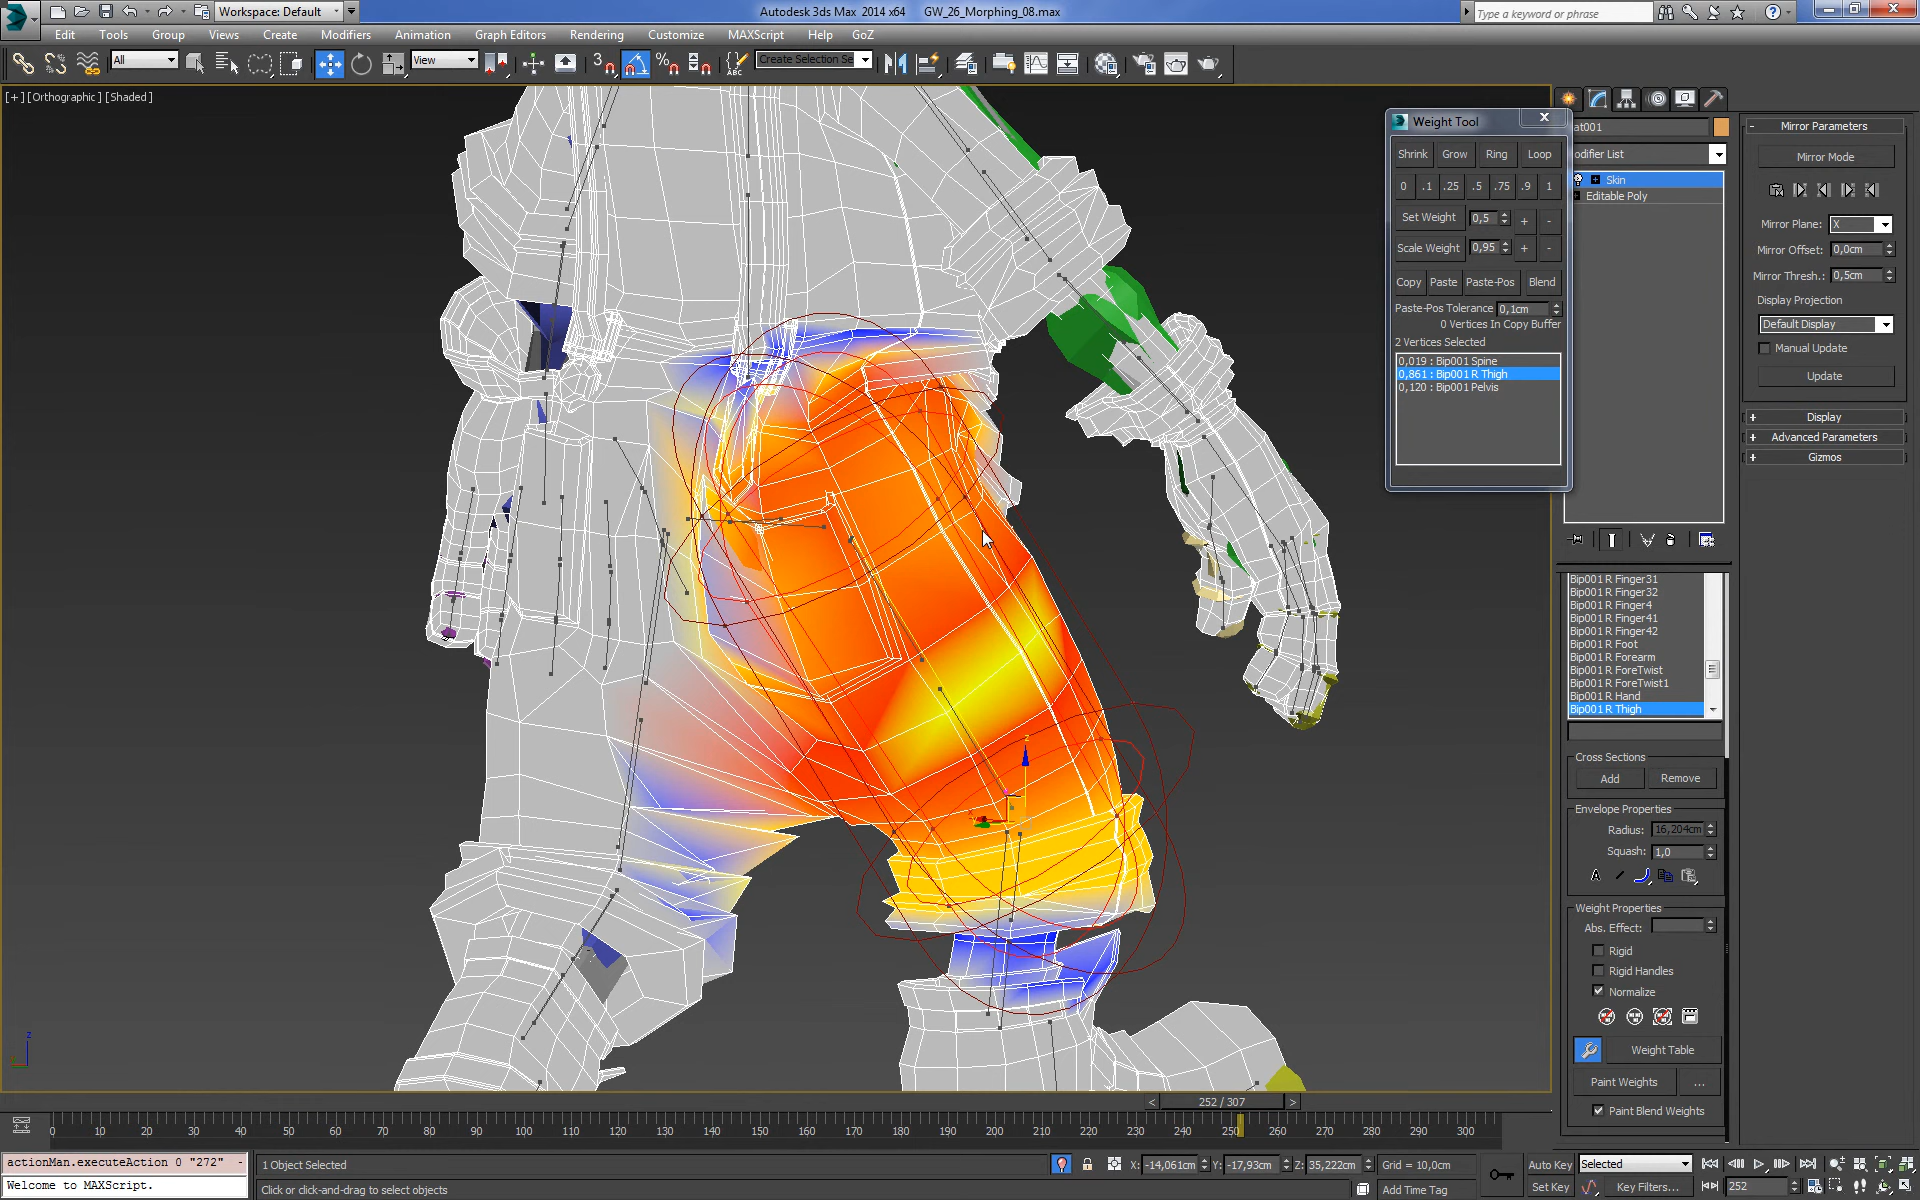 Workspace: Default
Autodesk 3ds Max 2014 x64 GW_26_Morphing_08.max
Type a keyword or phrase
Edit Tools Group Views Create Modifiers Animation Graph Editors Rendering Customize MAXScript Help GoZ
All
View
Create Selection Se
[+] [Orthographic] [Shaded]
Weight Tool
Shrink Grow Ring Loop
0 .1 .25 .5 .75 .9 1
Set Weight 0,5 + -
Scale Weight 0,95 + -
Copy Paste Paste-Pos Blend
Paste-Pos Tolerance 0,1cm
0 Vertices In Copy Buffer
2 Vertices Selected
0,019 : Bip001 Spine
0,861 : Bip001 R Thigh
0,120 : Bip001 Pelvis
at001
odifier List
Skin
Editable Poly
Bip001 R Finger31
Bip001 R Finger32
Bip001 R Finger4
Bip001 R Finger41
Bip001 R Finger42
Bip001 R Foot
Bip001 R Forearm
Bip001 R ForeTwist
Bip001 R ForeTwist1
Bip001 R Hand
Bip001 R Thigh
Cross Sections
Add Remove
Envelope Properties
Radius: 16,204cm
Squash: 1,0
Weight Properties
Abs. Effect:
Rigid
Rigid Handles
Normalize
Weight Table
Paint Weights ...
Paint Blend Weights
- Mirror Parameters
Mirror Mode
Mirror Plane: X
Mirror Offset: 0,0cm
Mirror Thresh.: 0,5cm
Display Projection
Default Display
Manual Update
Update
+ Display
+ Advanced Parameters
+ Gizmos
z
z
< 252 / 307 >
0 10 20 30 40 50 60 70 80 90 100 110 120 130 140 150 160 170 180 190 200 210 220 230 240 250 260 270 280 290 300
actionMan.executeAction 0 "272" -
Welcome to MAXScript.
1 Object Selected
Click or click-and-drag to select objects
X: -14,061cm Y: -17,93cm Z: 35,222cm Grid = 10,0cm
Add Time Tag
Auto Key Selected
Set Key Key Filters...
252